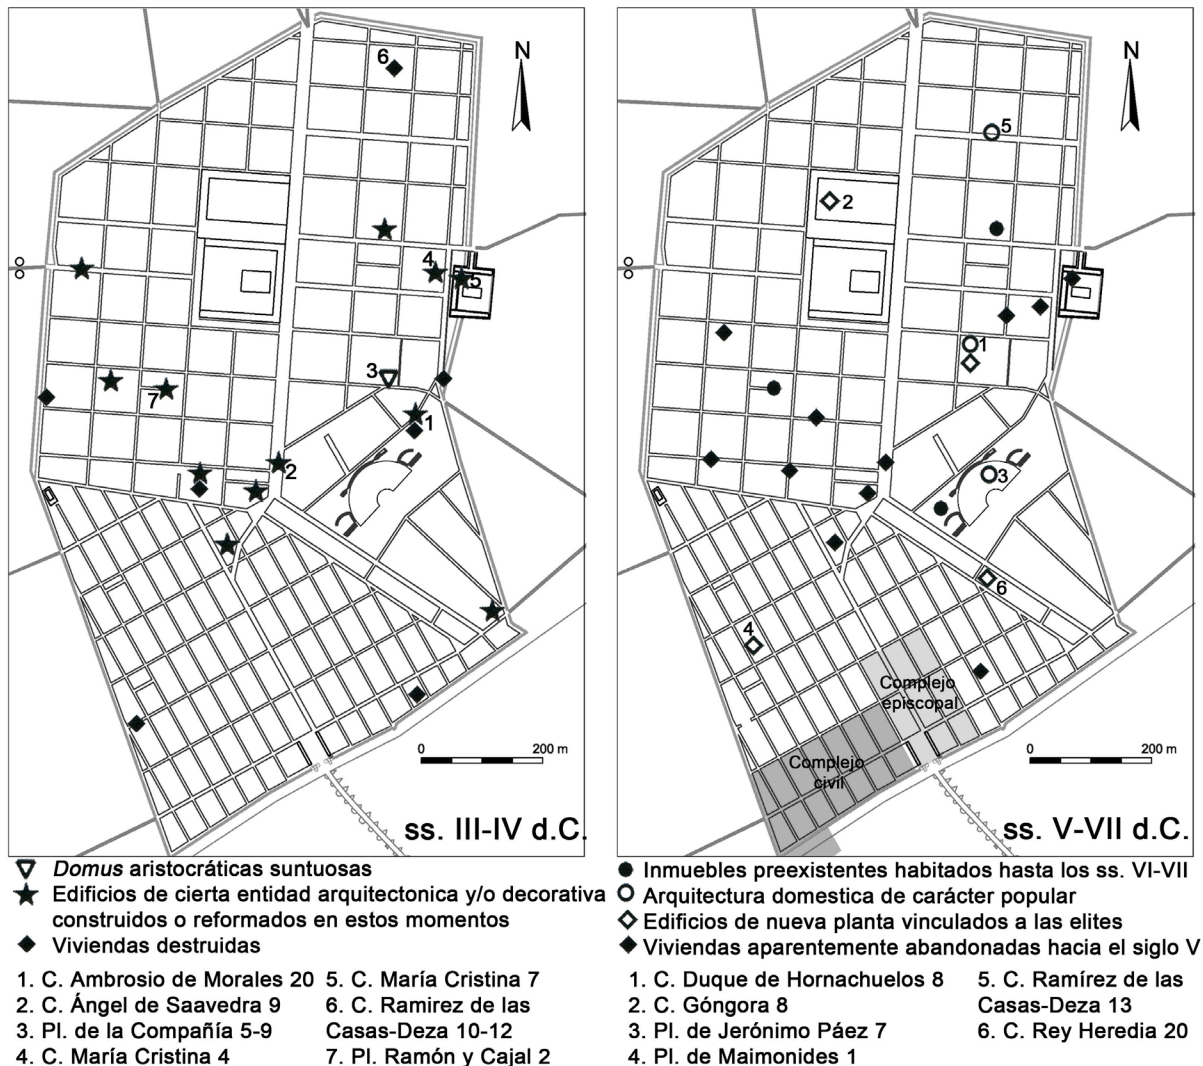 N
6
4
5
3
1
7
2
0 200 m
ss. III-IV d.C.
N
5
2
1
3
6
4
Complejo
episcopal
Complejo
civil
0 200 m
ss. V-VII d.C.
Domus aristocráticas suntuosas
Edificios de cierta entidad arquitectonica y/o decorativa
construidos o reformados en estos momentos
Viviendas destruidas
1. C. Ambrosio de Morales 20
2. C. Ángel de Saavedra 9
3. Pl. de la Compañía 5-9
4. C. María Cristina 4
5. C. María Cristina 7
6. C. Ramirez de las
Casas-Deza 10-12
7. Pl. Ramón y Cajal 2
Inmuebles preexistentes habitados hasta los ss. VI-VII
Arquitectura domestica de carácter popular
Edificios de nueva planta vinculados a las elites
Viviendas aparentemente abandonadas hacia el siglo V
1. C. Duque de Hornachuelos 8
2. C. Góngora 8
3. Pl. de Jerónimo Páez 7
4. Pl. de Maimonides 1
5. C. Ramírez de las
Casas-Deza 13
6. C. Rey Heredia 20